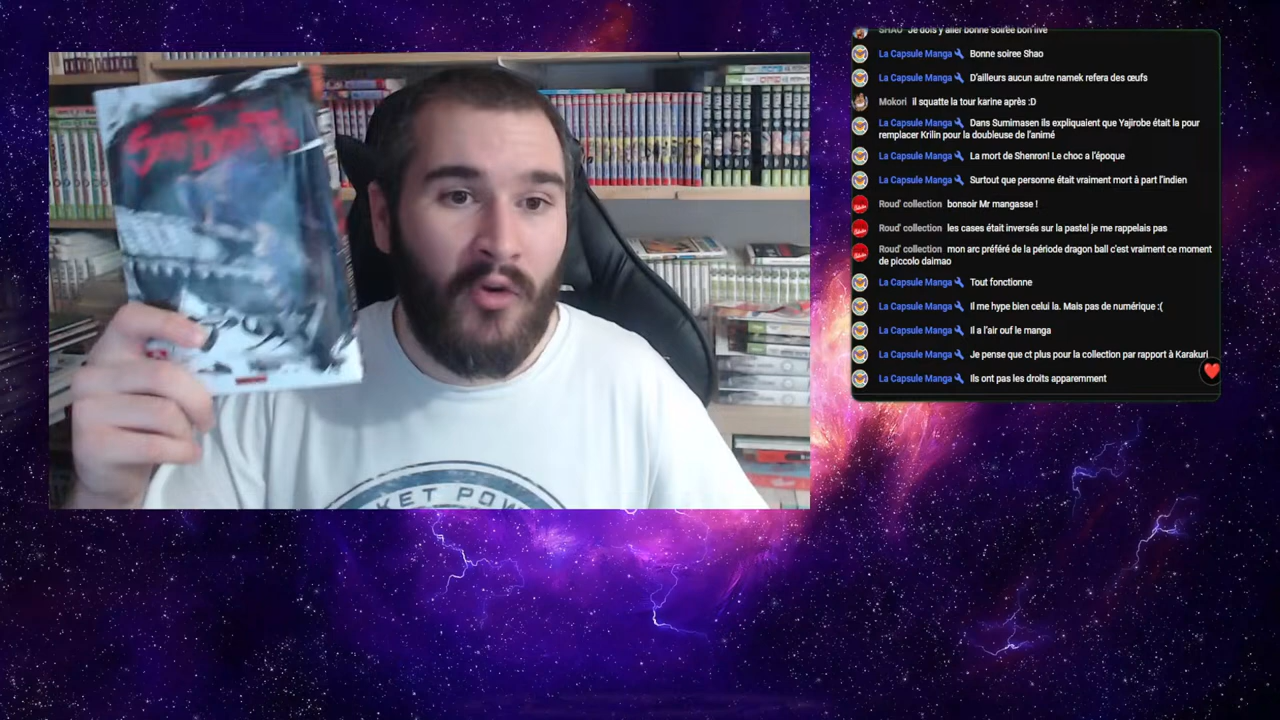 SHAO Je dois y aller bonne soirée bon live
La Capsule Manga Bonne soiree Shao
La Capsule Manga D'ailleurs aucun autre namek refera des œufs
Mokori il squatte la tour karine après :D
La Capsule Manga Dans Sumimasen ils expliquaient que Yajirobe était la pour
remplacer Krilin pour la doubleuse de l'animé
La Capsule Manga La mort de Shenron! Le choc a l'époque
La Capsule Manga Surtout que personne était vraiment mort à part l'indien
Roud' collection bonsoir Mr mangasse !
Roud' collection les cases était inversés sur la pastel je me rappelais pas
Roud' collection mon arc préféré de la période dragon ball c'est vraiment ce moment
de piccolo daimao
La Capsule Manga Tout fonctionne
La Capsule Manga Il me hype bien celui la. Mais pas de numérique :(
La Capsule Manga Il a l'air ouf le manga
La Capsule Manga Je pense que ct plus pour la collection par rapport à Karakuri
La Capsule Manga Ils ont pas les droits apparemment